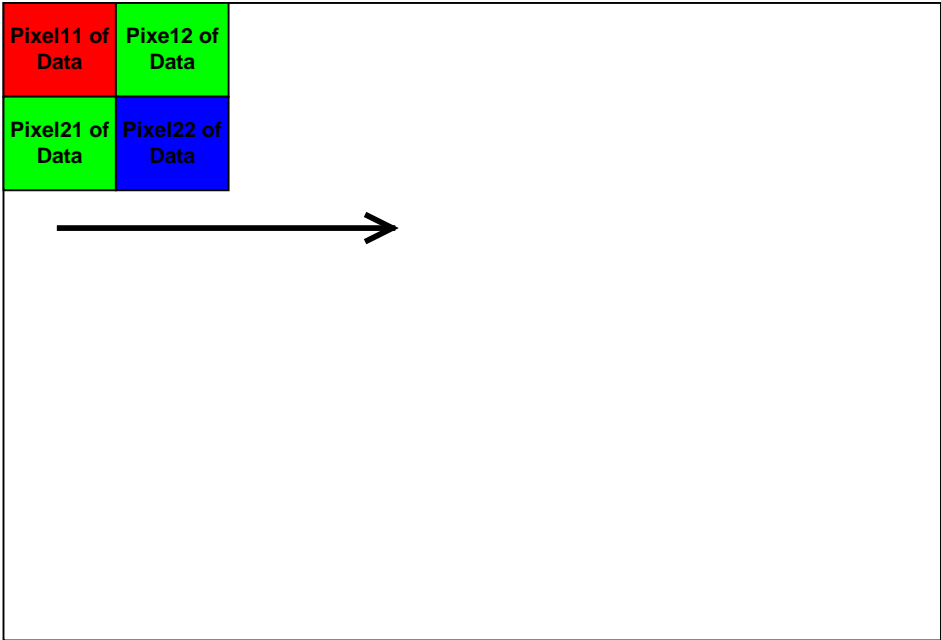 Pixel11 of
Data
Pixe12 of
Data
Pixel21 of
Data
Pixel22 of
Data